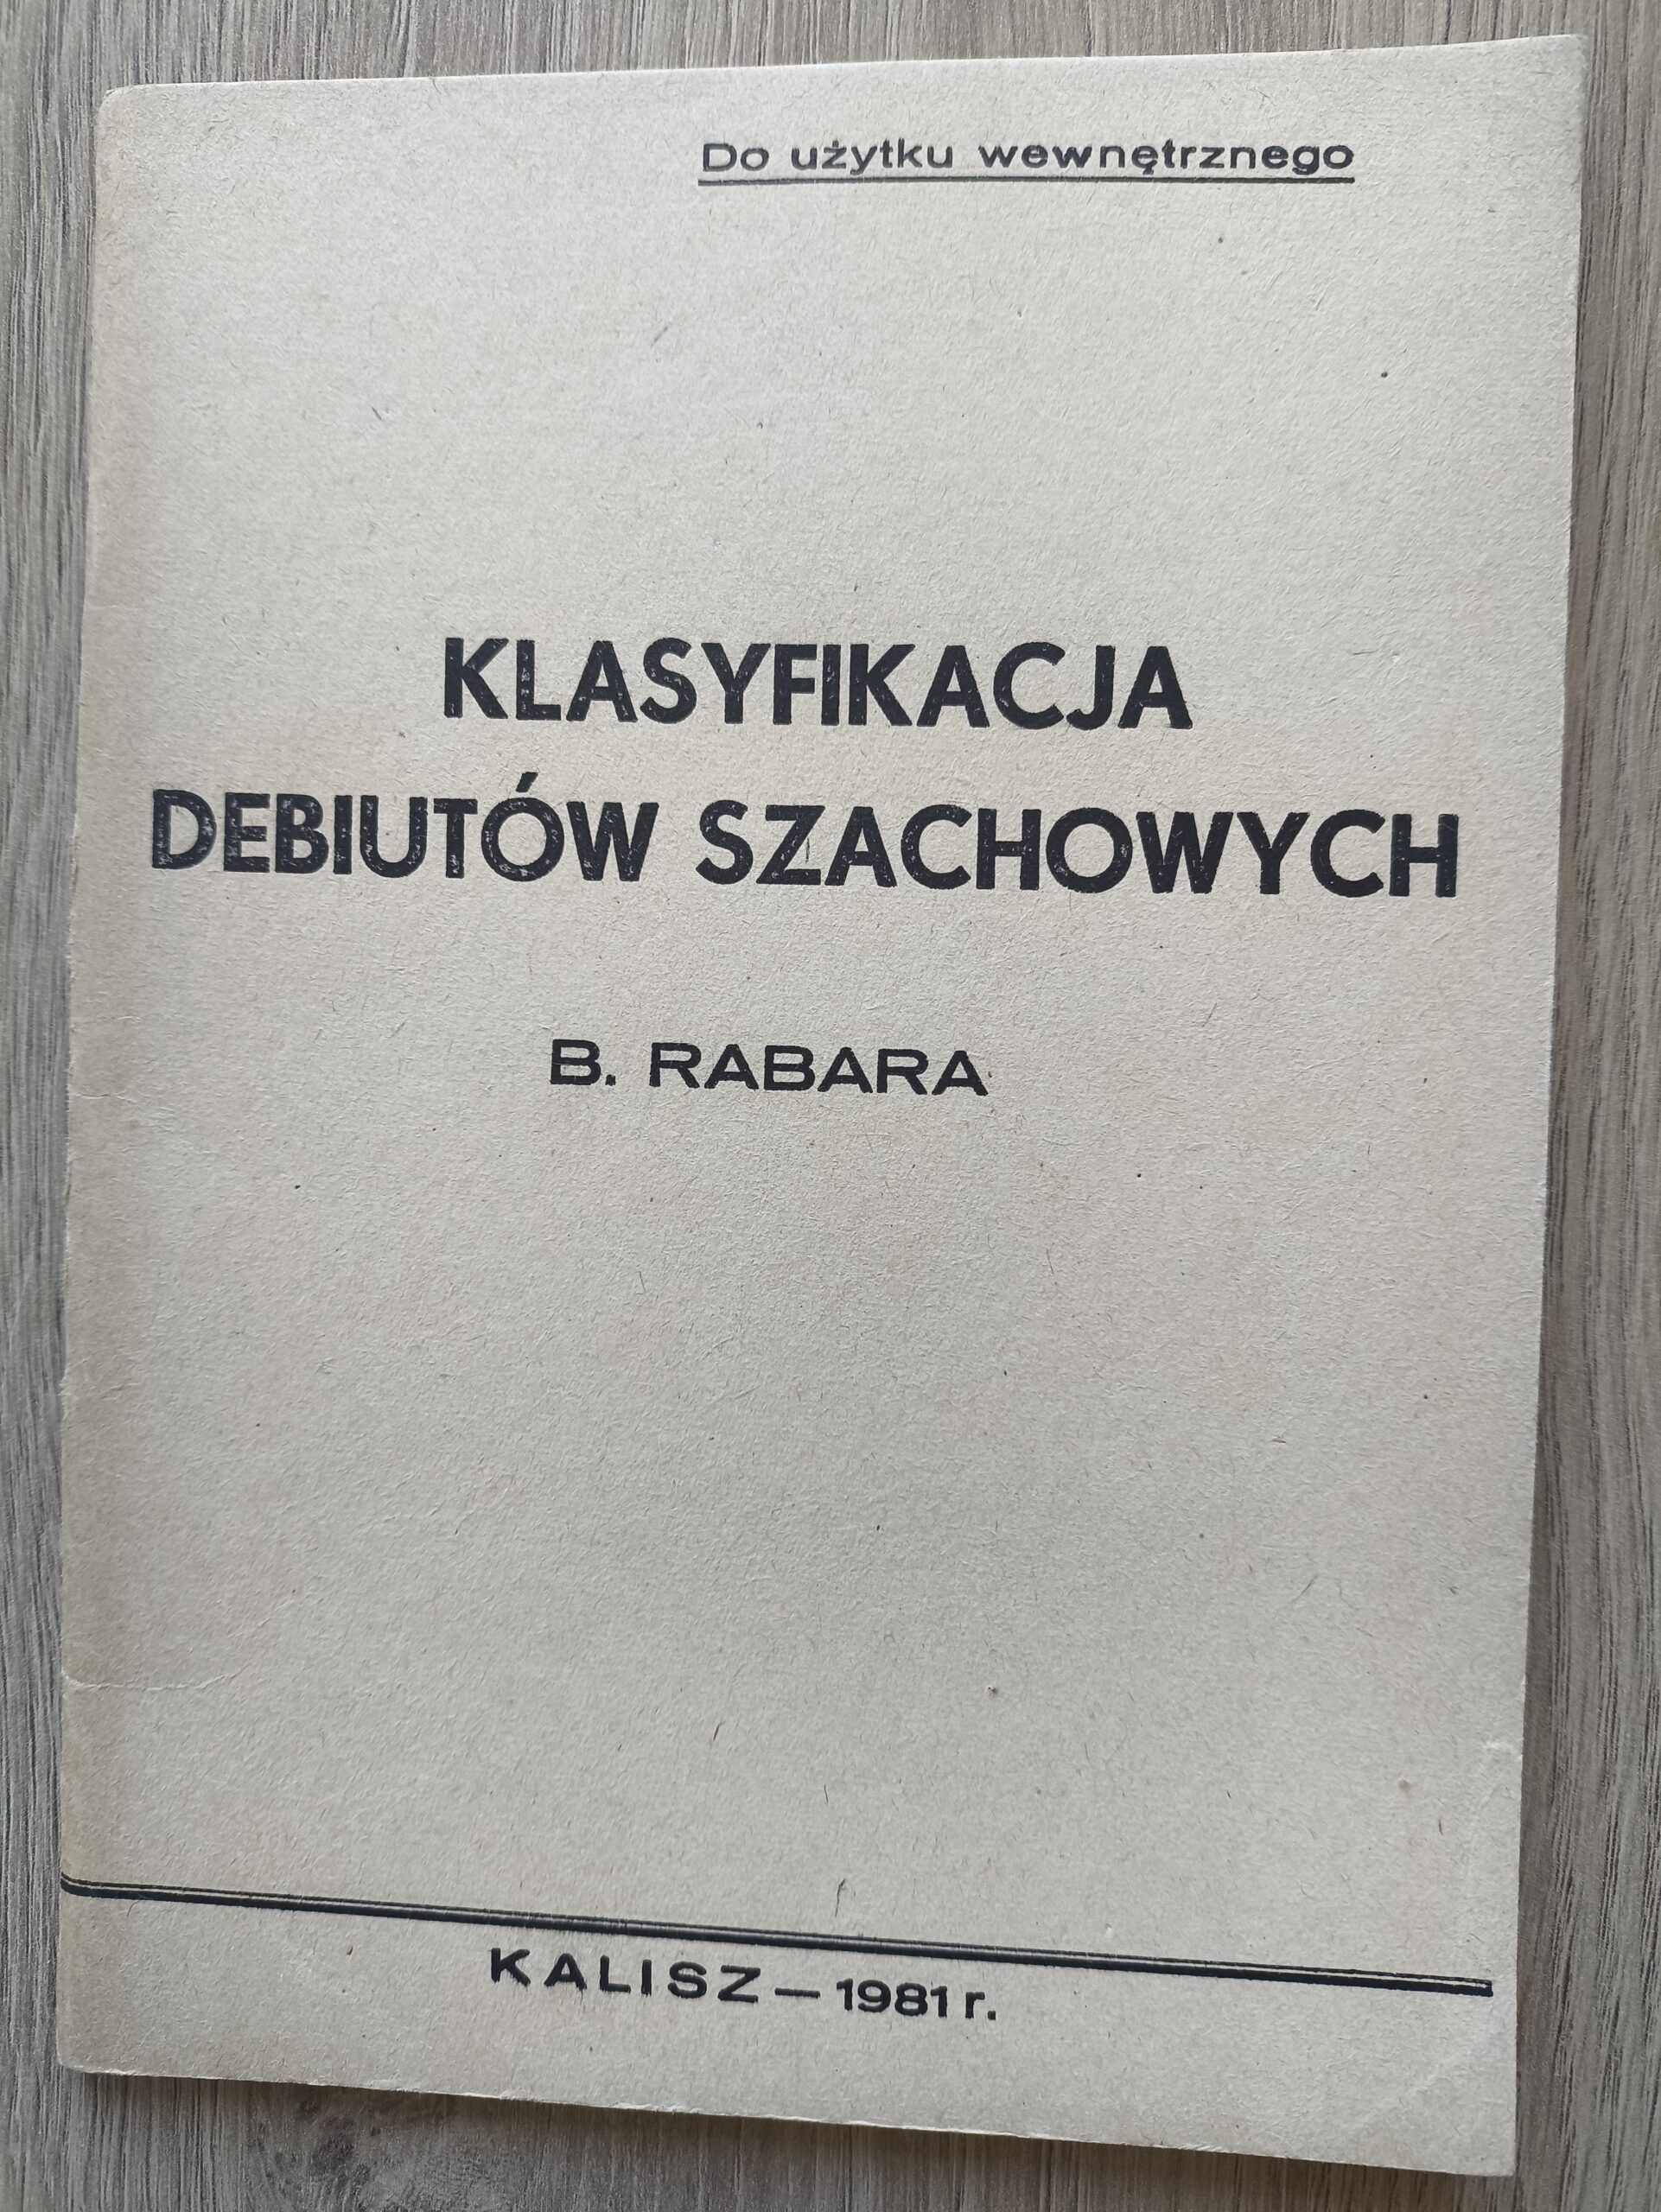 Do użytku wewnętrznego
KLASYFIKACJA
DEBIUTÓW SZACHOWYCH
B. RABARA
KALISZ — 1981 r.